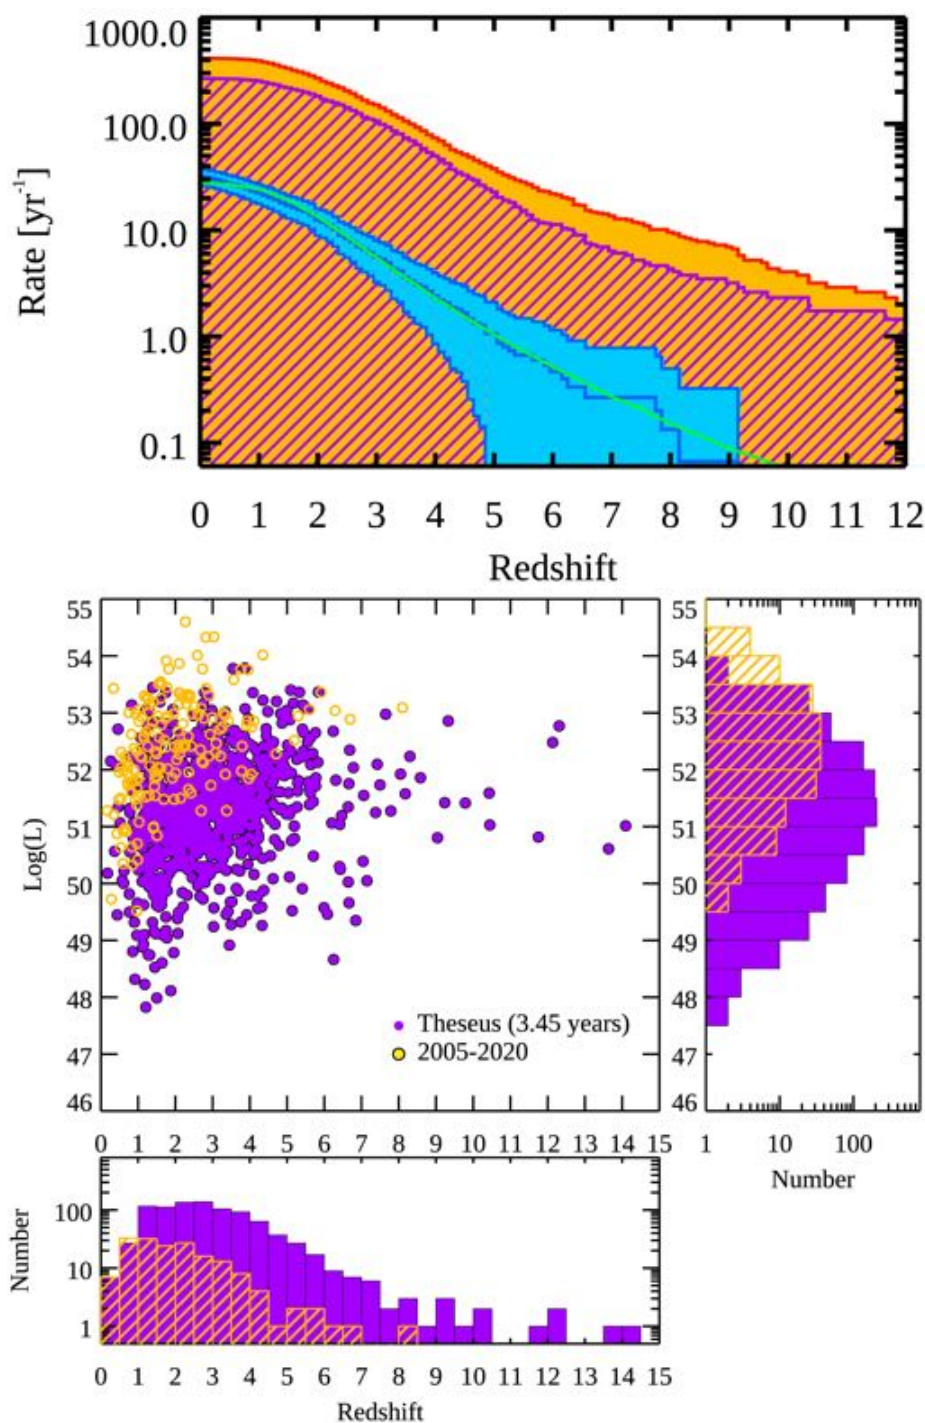 1000.0
100.0
10.0
1.0
0.1
Rate [yr-1]
0 1 2 3 4 5 6 7 8 9 10 11 12
Redshift
55
54
53
52
51
50
49
48
47
46
Log(L)
Theseus (3.45 years)
2005-2020
0 1 2 3 4 5 6 7 8 9 10 11 12 13 14 15
55
54
53
52
51
50
49
48
47
46
1 10 100
Number
100
10
1
Number
0 1 2 3 4 5 6 7 8 9 10 11 12 13 14 15
Redshift